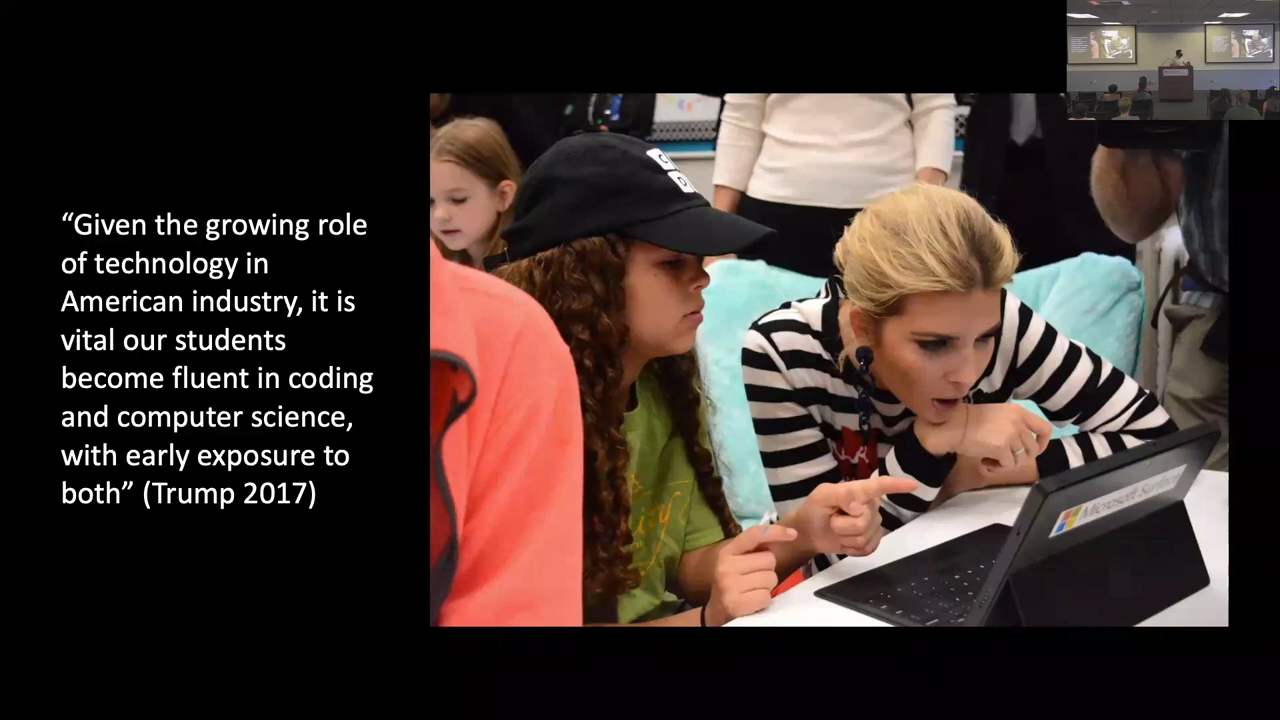 “Given the growing role
of technology in
American industry, it is
vital our students
become fluent in coding
and computer science,
with early exposure to
both” (Trump 2017)
Microsoft Surface